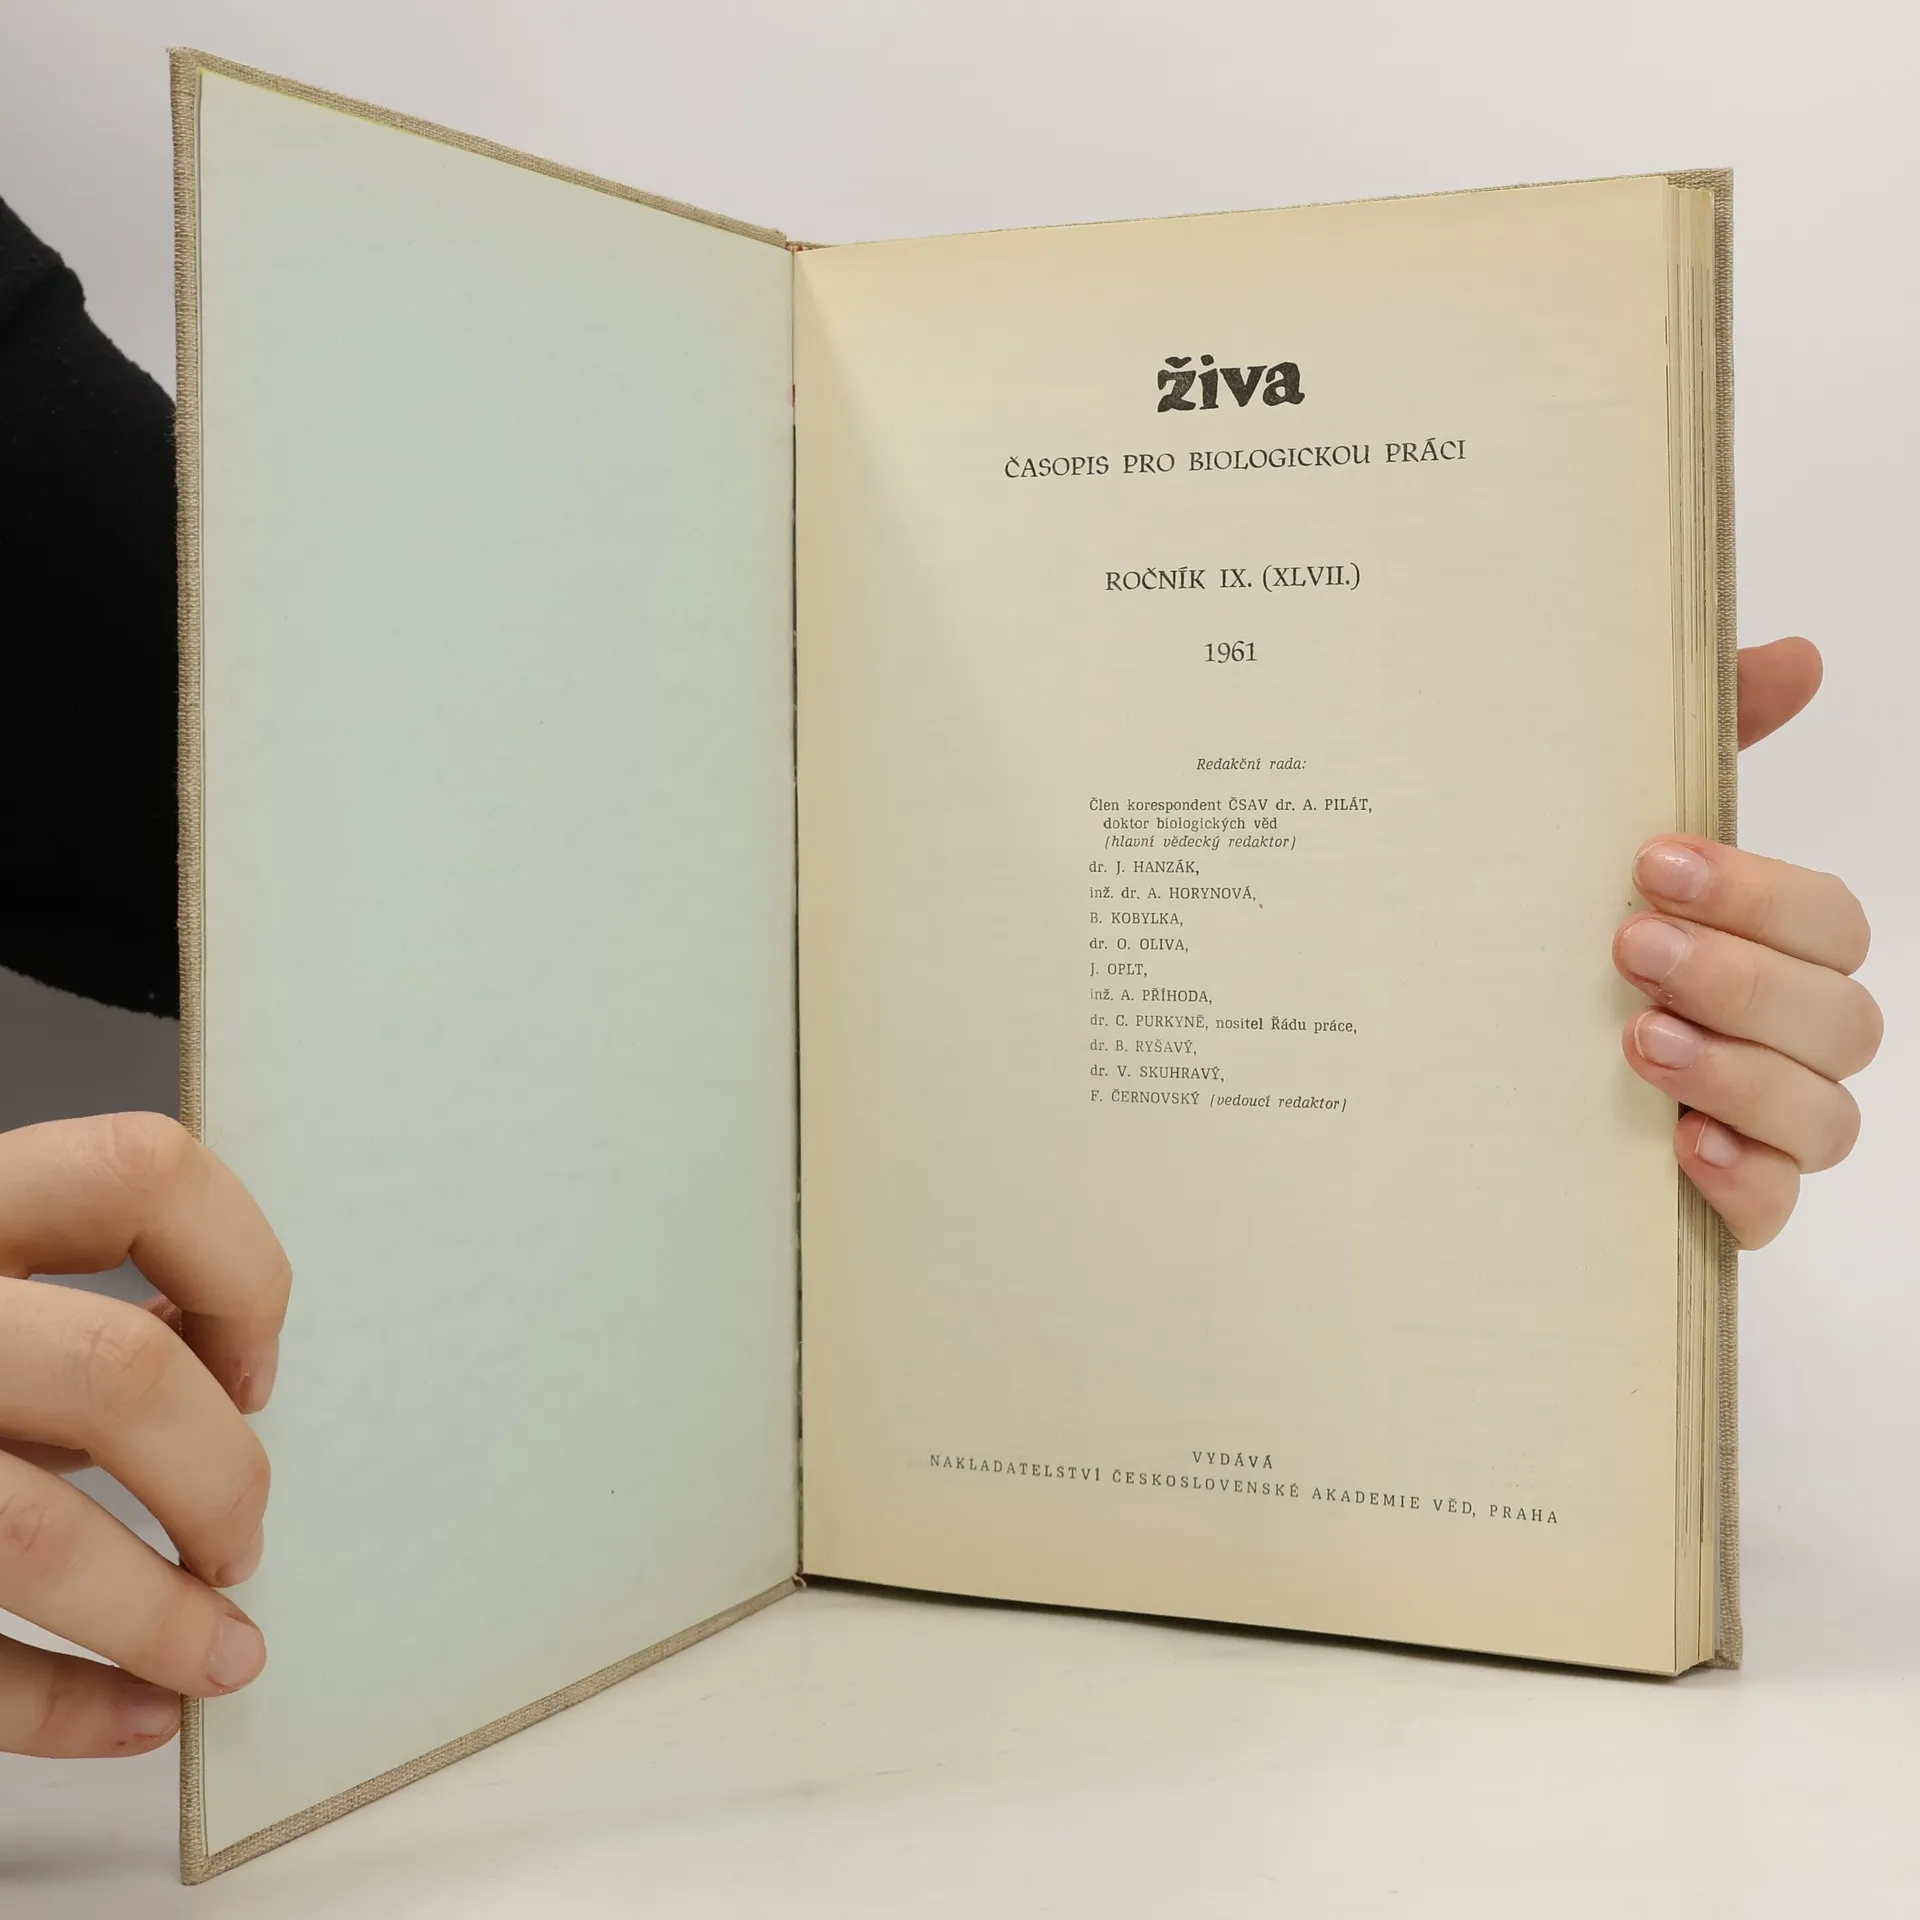 živa
ČASOPIS PRO BIOLOGICKOU PRÁCI
ROČNÍK IX. (XLVII.)
1961
Redakční rada:
Člen korespondent ČSAV dr. A. PILÁT,
doktor biologických věd
(hlavní vědecký redaktor)
dr. J. HANZÁK,
inž. dr. A. HORYNOVÁ,
B. KOBYLKA,
dr. O. OLIVA,
J. OPLT,
inž. A. PŘÍHODA,
dr. C. PURKYNĚ, nositel Řádu práce,
dr. B. RYŠAVÝ,
dr. V. SKUHRAVÝ,
F. ČERNOVSKÝ (vedoucí redaktor)
VYDÁVÁ
NAKLADATELSTVÍ ČESKOSLOVENSKÉ AKADEMIE VĚD, PRAHA